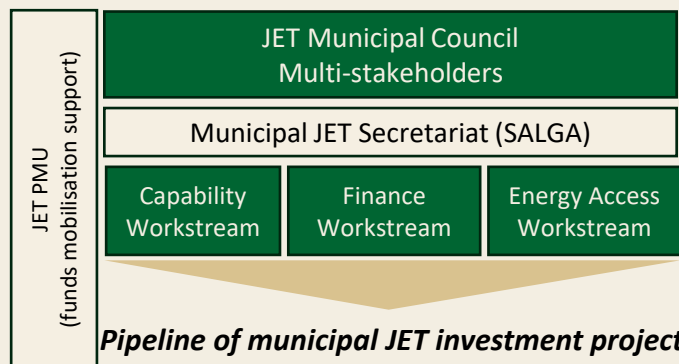 JET PMU
(funds mobilisation support)
JET Municipal Council
Multi-stakeholders
Municipal JET Secretariat (SALGA)
Capability
Workstream
Finance
Workstream
Energy Access
Workstream
Pipeline of municipal JET investment project